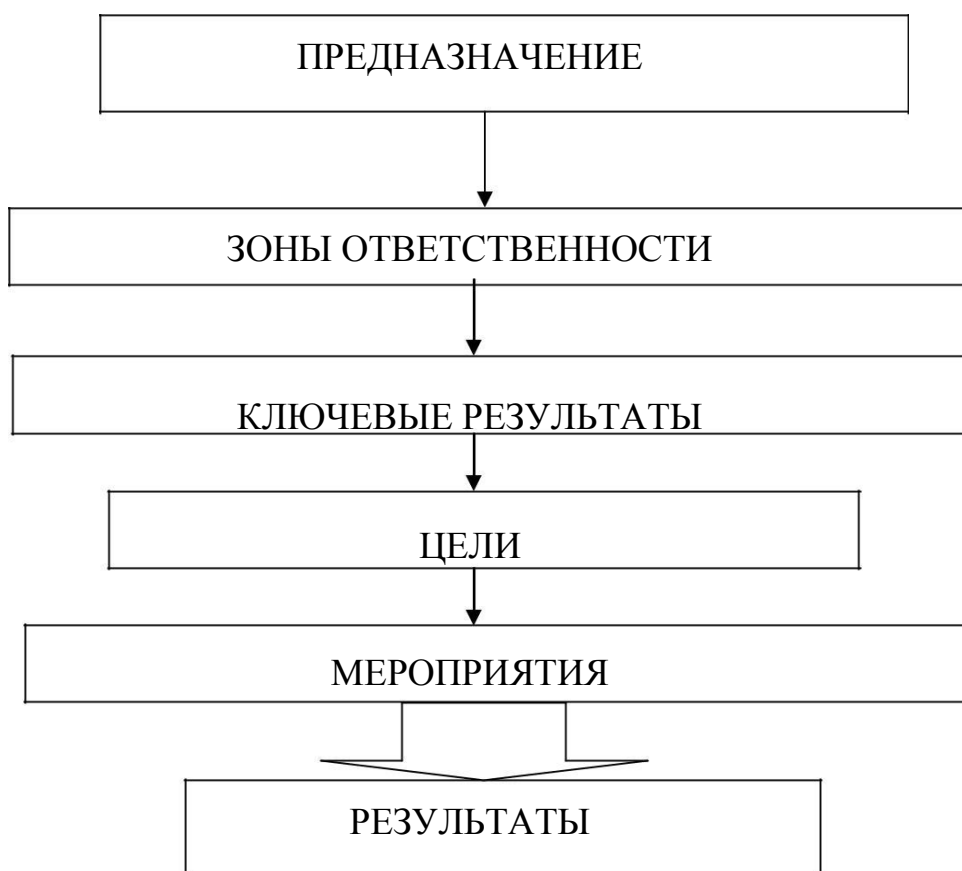 ПРЕДНАЗНАЧЕНИЕ
ЗОНЫ ОТВЕТСТВЕННОСТИ
КЛЮЧЕВЫЕ РЕЗУЛЬТАТЫ
ЦЕЛИ
МЕРОПРИЯТИЯ
РЕЗУЛЬТАТЫ